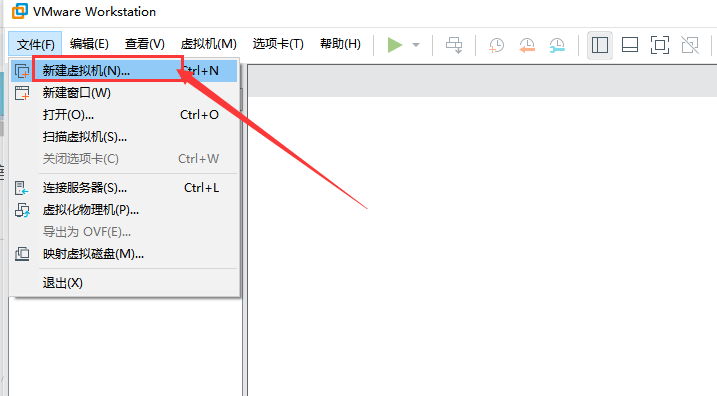 VMware Workstation
文件(F) 编辑(E) 查看(V) 虚拟机(M) 选项卡(T) 帮助(H)
新建虚拟机(N)... Ctrl+N
新建窗口(W)
打开(O)... Ctrl+O
扫描虚拟机(S)...
关闭选项卡(C) Ctrl+W
连接服务器(S)... Ctrl+L
虚拟化物理机(P)...
导出为 OVF(E)...
映射虚拟磁盘(M)...
退出(X)